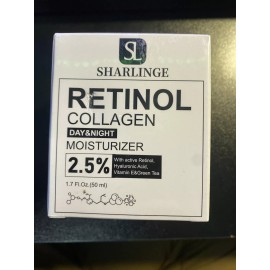 SL
SHARLINGE
RETINOL
COLLAGEN
DAY&NIGHT
MOISTURIZER
2.5%
With active Retinol,
Hyaluronic Acid,
Vitamin E&Green Tea
1.7 Fl.Oz.(50 ml)